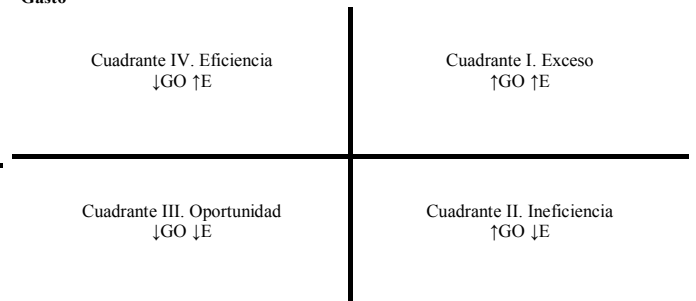 Gasto
Cuadrante IV. Eficiencia
↓GO ↑E
Cuadrante I. Exceso
↑GO ↑E
Cuadrante III. Oportunidad
↓GO ↓E
Cuadrante II. Ineficiencia
↑GO ↓E